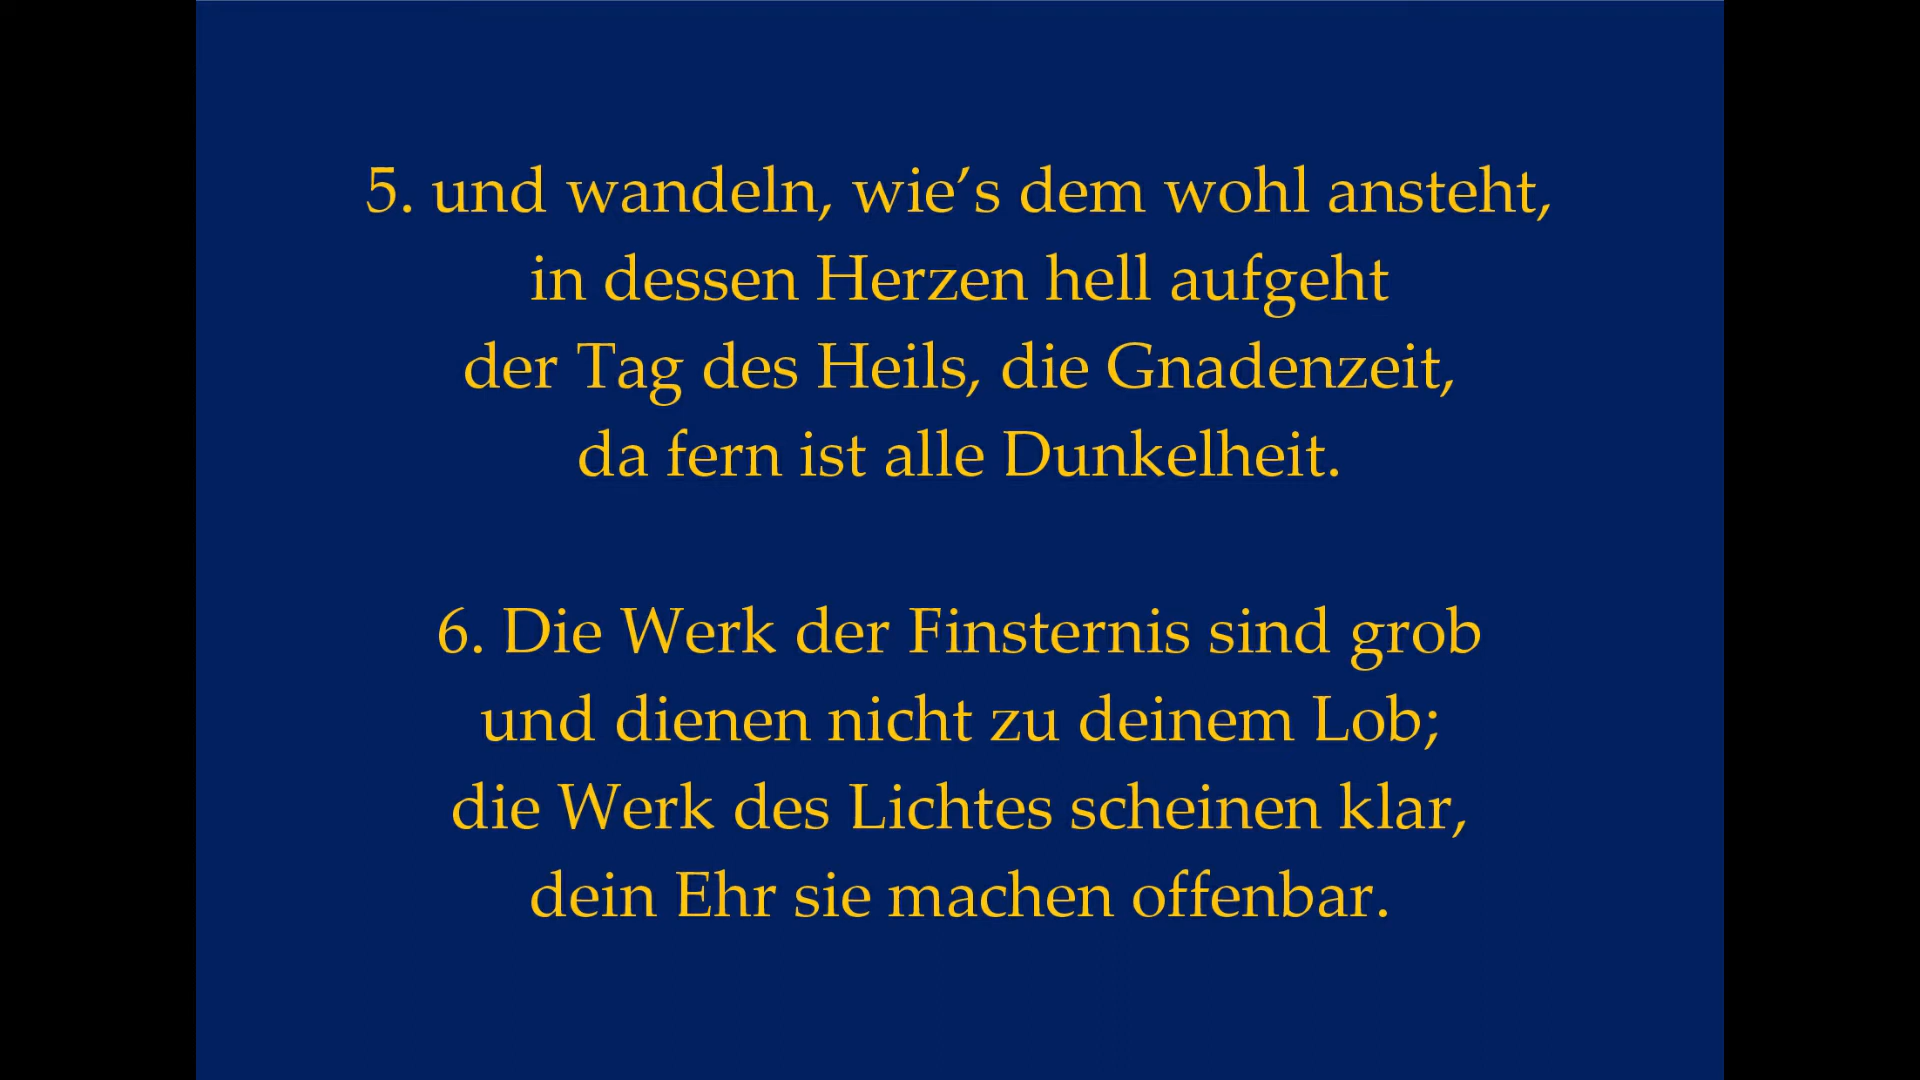 5. und wandeln, wie’s dem wohl ansteht,
in dessen Herzen hell aufgeht
der Tag des Heils, die Gnadenzeit,
da fern ist alle Dunkelheit.
6. Die Werk der Finsternis sind grob
und dienen nicht zu deinem Lob;
die Werk des Lichtes scheinen klar,
dein Ehr sie machen offenbar.